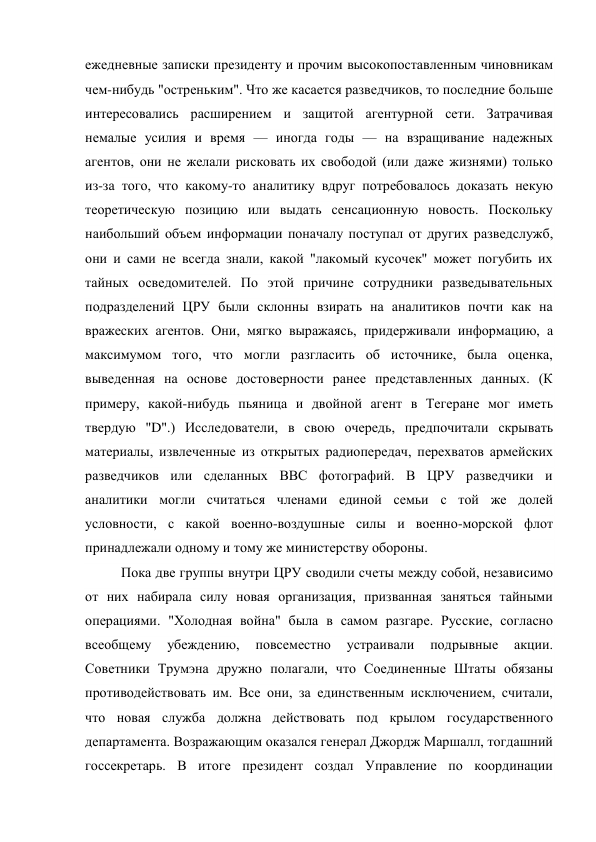 ежедневные записки президенту и прочим высокопоставленным чиновникам
чем-нибудь "остреньким". Что же касается разведчиков, то последние больше
интересовались расширением и защитой агентурной сети. Затрачивая
немалые усилия и время — иногда годы — на взращивание надежных
агентов, они не желали рисковать их свободой (или даже жизнями) только
из-за того, что какому-то аналитику вдруг потребовалось доказать некую
теоретическую позицию или выдать сенсационную новость. Поскольку
наибольший объем информации поначалу поступал от других разведслужб,
они и сами не всегда знали, какой "лакомый кусочек" может погубить их
тайных осведомителей. По этой причине сотрудники разведывательных
подразделений ЦРУ были склонны взирать на аналитиков почти как на
вражеских агентов. Они, мягко выражаясь, придерживали информацию, а
максимумом того, что могли разгласить об источнике, была оценка,
выведенная на основе достоверности ранее представленных данных. (К
примеру, какой-нибудь пьяница и двойной агент в Тегеране мог иметь
твердую "D".) Исследователи, в свою очередь, предпочитали скрывать
материалы, извлеченные из открытых радиопередач, перехватов армейских
разведчиков или сделанных ВВС фотографий. В ЦРУ разведчики и
аналитики могли считаться членами единой семьи с той же долей
условности, с какой военно-воздушные силы и военно-морской флот
принадлежали одному и тому же министерству обороны.
Пока две группы внутри ЦРУ сводили счеты между собой, независимо
от них набирала силу новая организация, призванная заняться тайными
операциями. "Холодная война" была в самом разгаре. Русские, согласно
всеобщему убеждению, повсеместно устраивали подрывные акции.
Советники Трумэна дружно полагали, что Соединенные Штаты обязаны
противодействовать им. Все они, за единственным исключением, считали,
что новая служба должна действовать под крылом государственного
департамента. Возражающим оказался генерал Джордж Маршалл, тогдашний
госсекретарь. В итоге президент создал Управление по координации